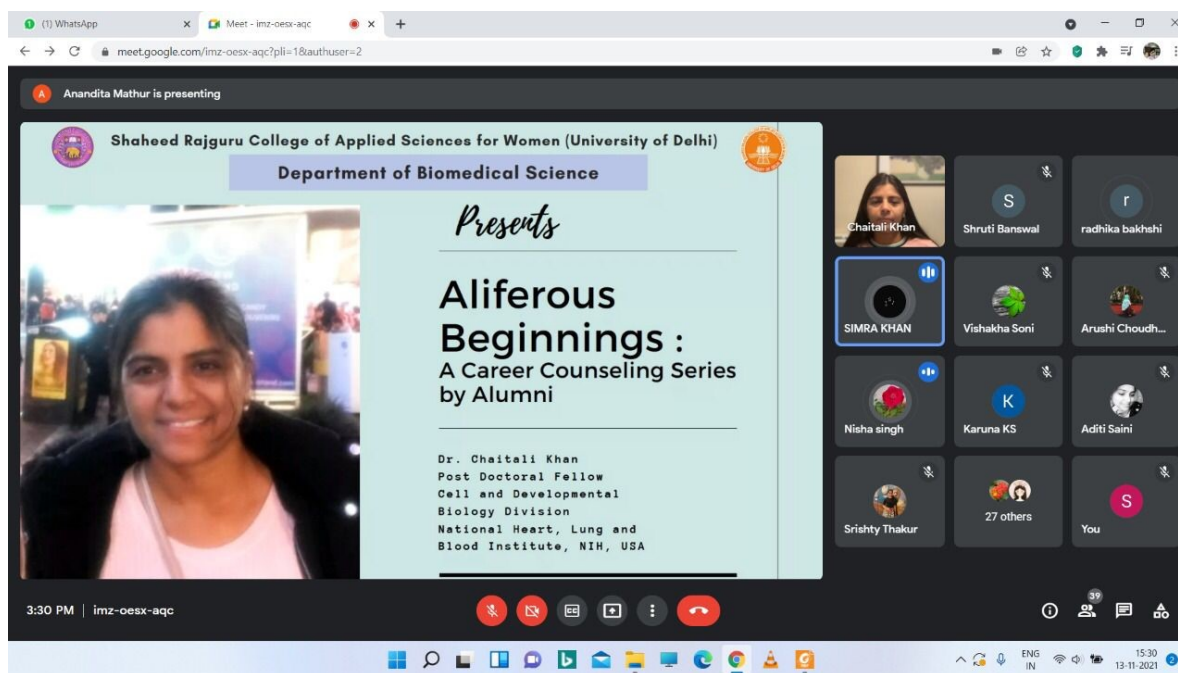 (1) WhatsApp
Meet - imz-oesx-aqc
meet.google.com/imz-oesx-aqc?pli=1&authuser=2
A
Anandita Mathur is presenting
Shaheed Rajguru College of Applied Sciences for Women (University of Delhi)
Department of Biomedical Science
Presents
Aliferous
Beginnings :
A Career Counseling Series
by Alumni
Dr. Chaitali Khan
Post Doctoral Fellow
Cell and Developmental
Biology Division
National Heart, Lung and
Blood Institute, NIH, USA
Chaitali Khan
S
Shruti Banswal
r
radhika bakhshi
SIMRA KHAN
Vishakha Soni
Arushi Choudh...
Nisha singh
K
Karuna KS
Aditi Saini
Srishty Thakur
27 others
S
You
3:30 PM | imz-oesx-aqc
39
ENG
IN
15:30
13-11-2021
2